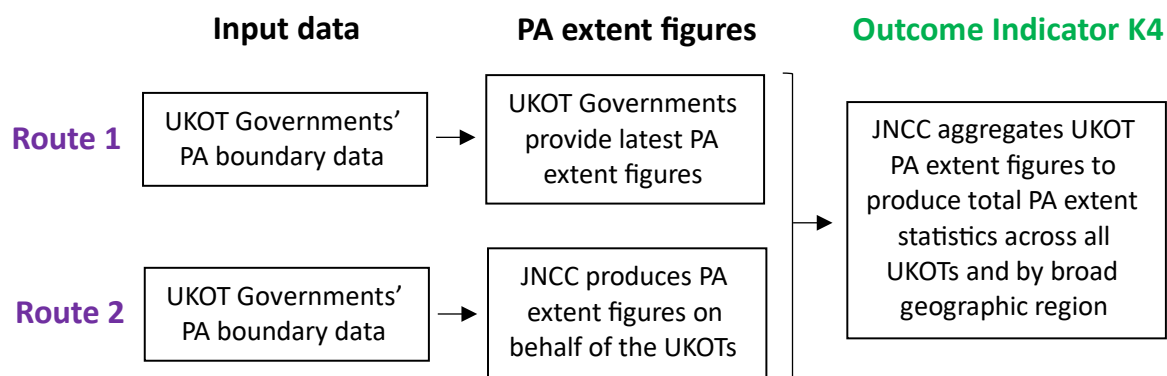 Input data
PA extent figures
Outcome Indicator K4
Route 1
UKOT Governments’
PA boundary data
UKOT Governments
provide latest PA
extent figures
Route 2
UKOT Governments’
PA boundary data
JNCC produces PA
extent figures on
behalf of the UKOTs
JNCC aggregates UKOT
PA extent figures to
produce total PA extent
statistics across all
UKOTs and by broad
geographic region